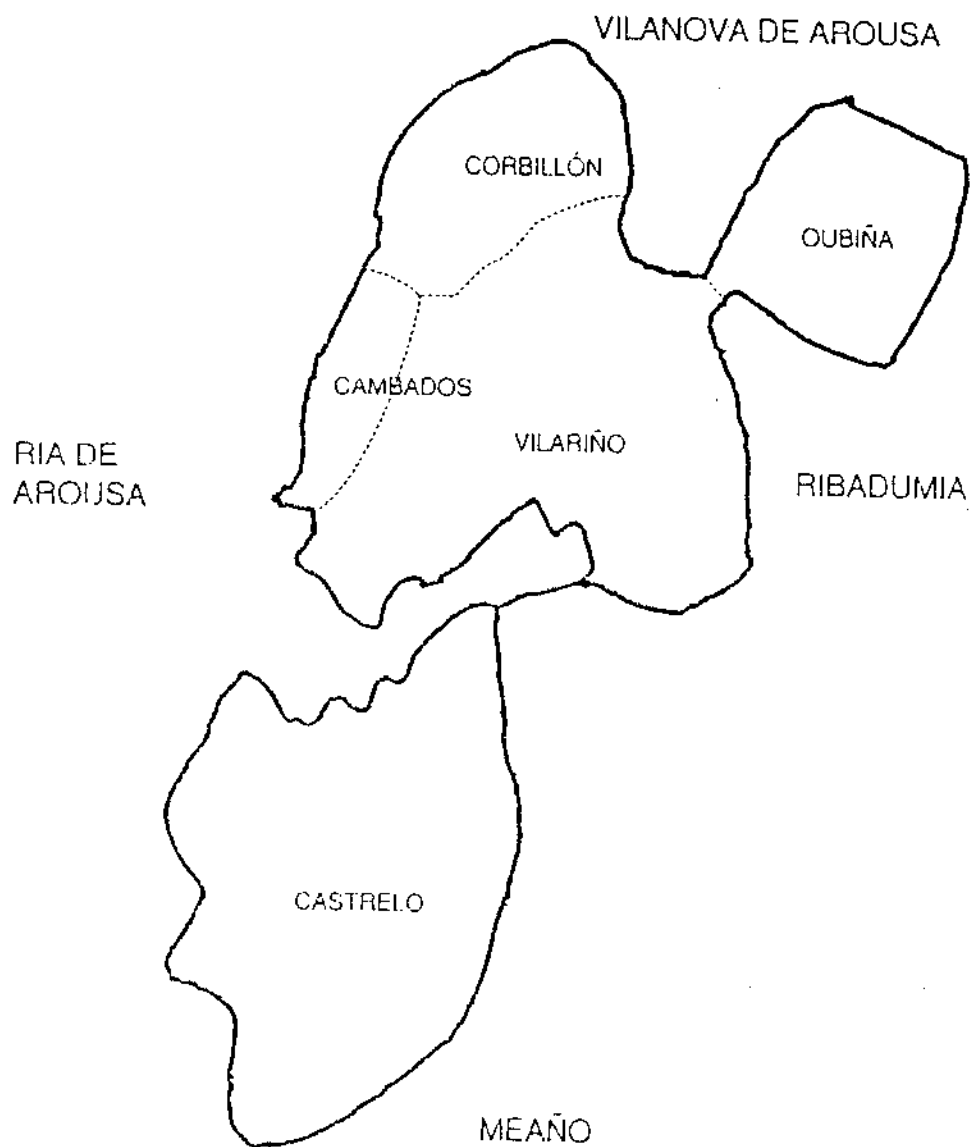 VILANOVA DE AROUSA
CORBILLÓN
OUBIÑA
CAMBADOS
VILARIÑO
RIA DE
AROUSA
RIBADUMIA
CASTRELO
MEAÑO